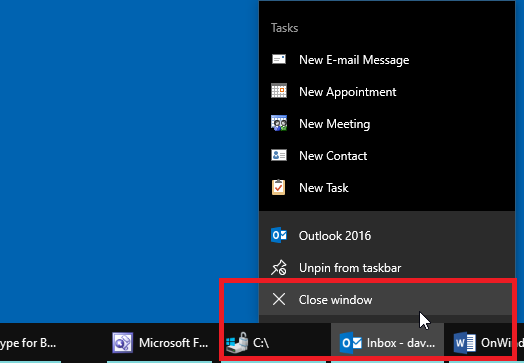 Tasks
New E-mail Message
New Appointment
New Meeting
New Contact
New Task
Outlook 2016
Unpin from taskbar
Close window
ype for B... Microsoft F... C:\ Inbox - dav... OnWind